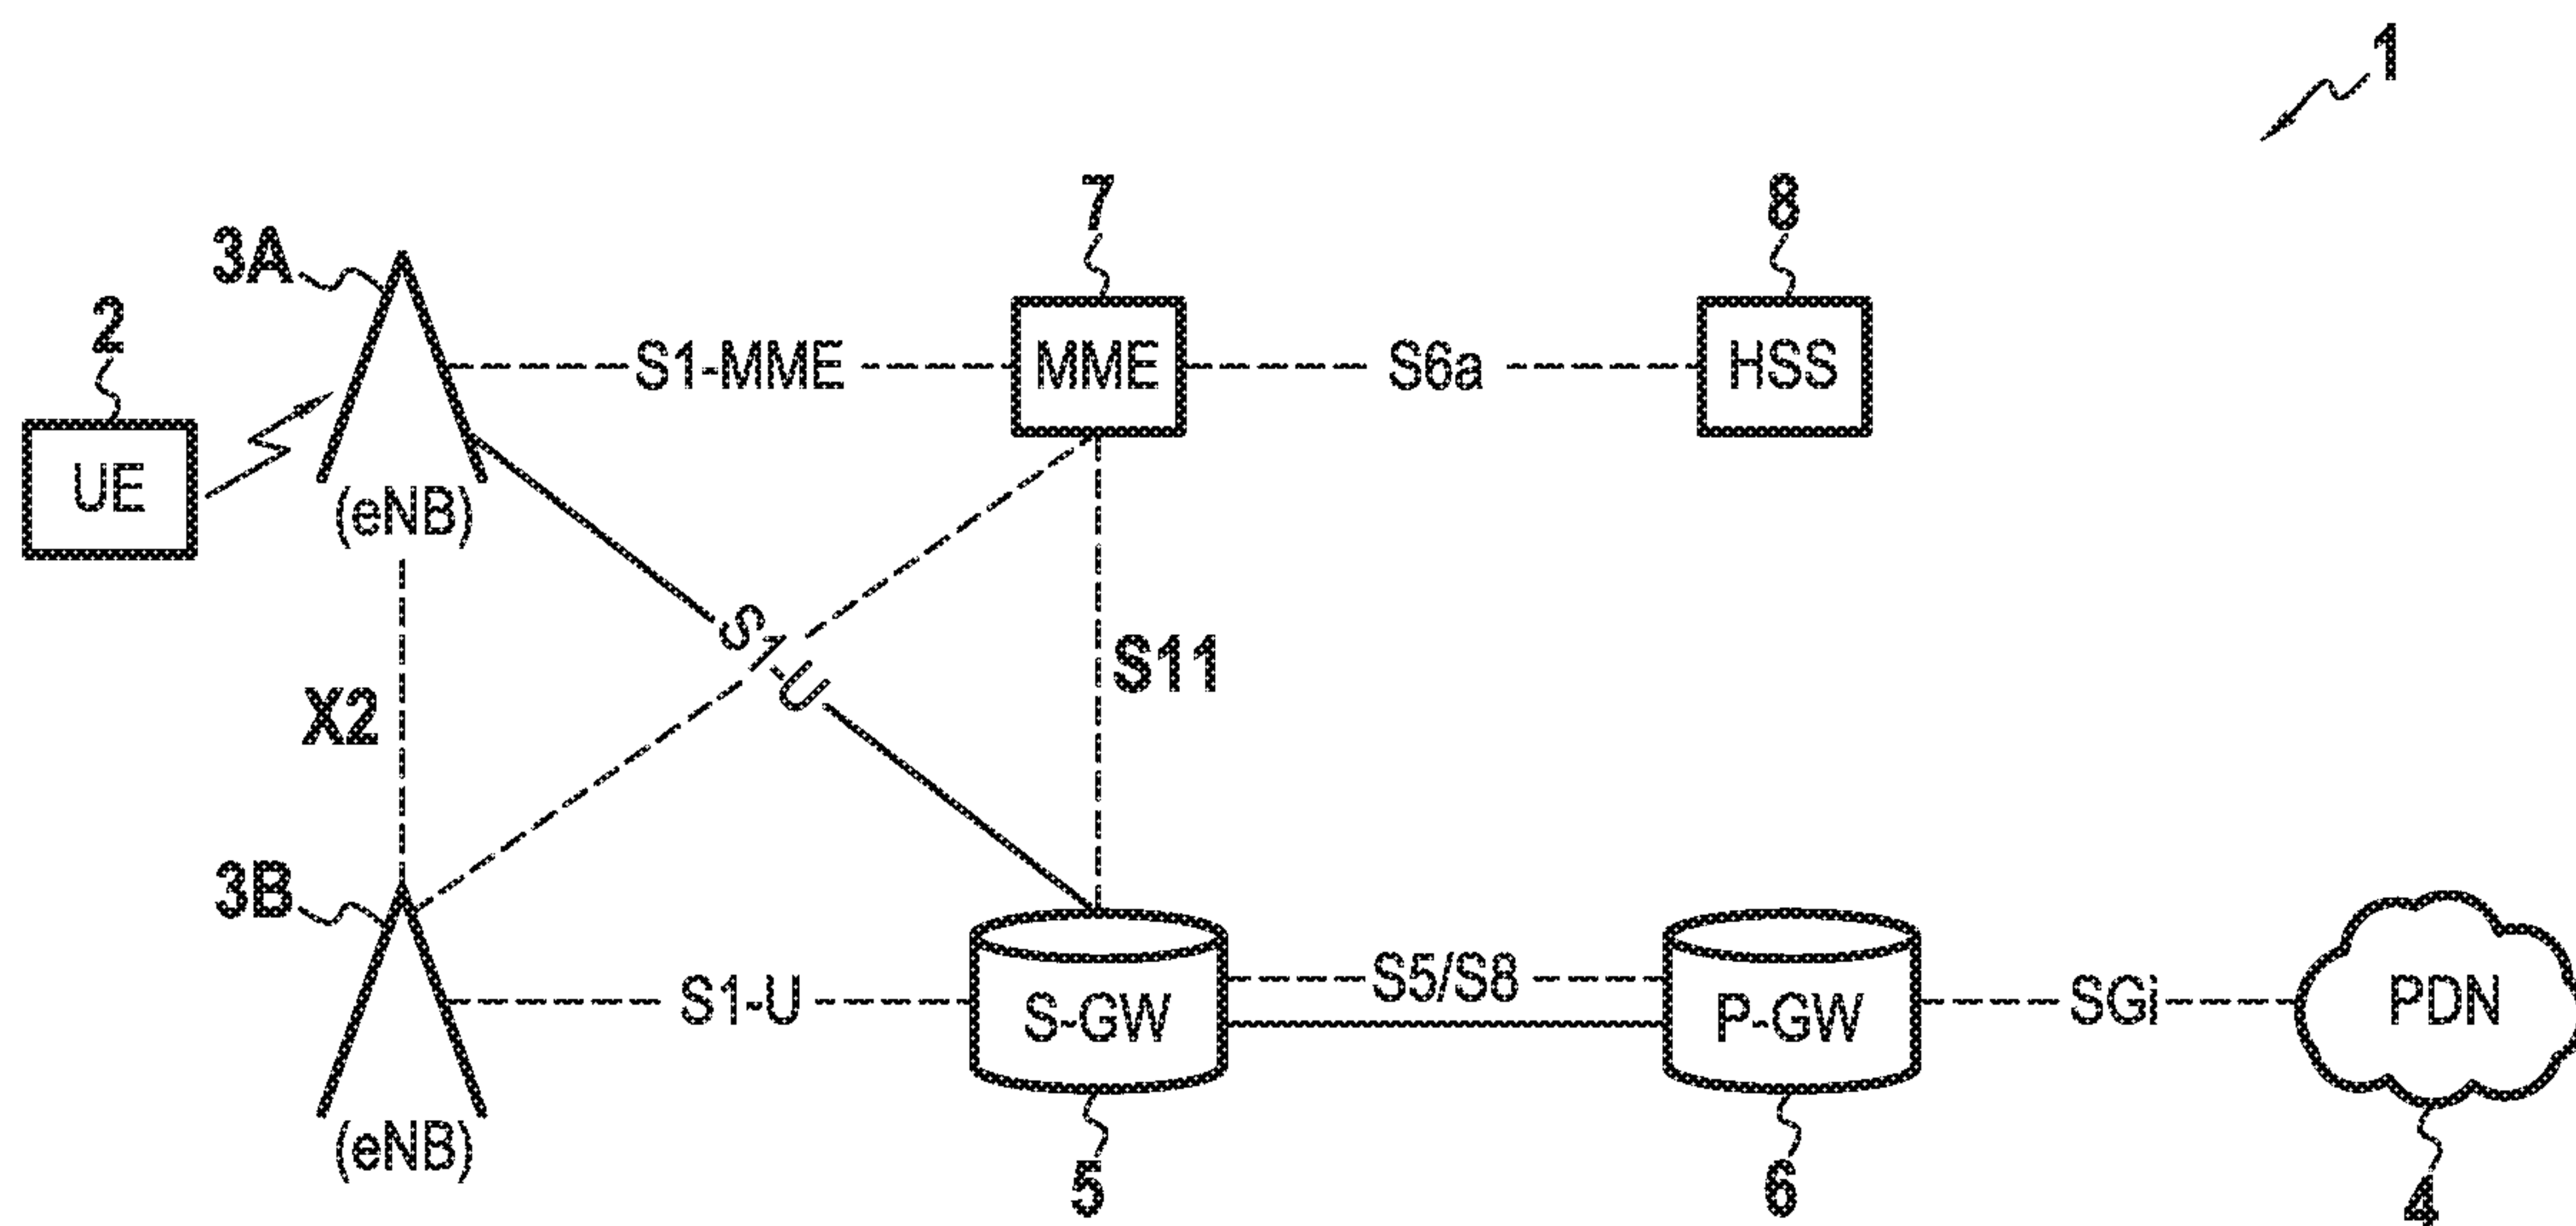 1
7
8
3A
2
S1-MME
MME
S6a
HSS
UE
(eNB)
S1-U
S11
X2
3B
S5/S8
S1-U
S-GW
P-GW
SGi
PDN
(eNB)
5
6
4